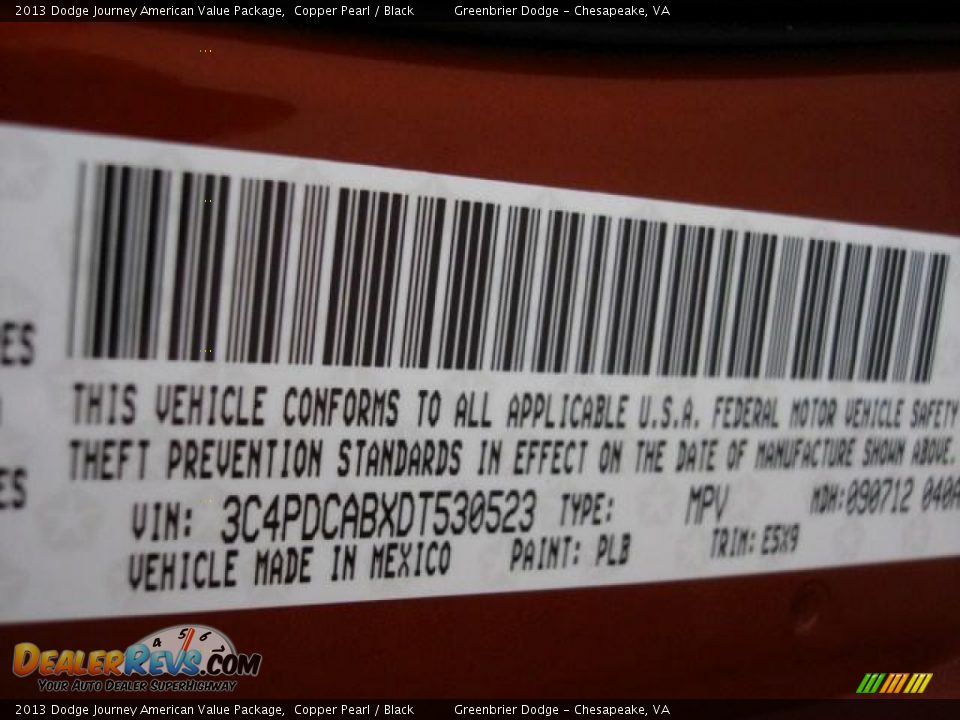 2013 Dodge Journey American Value Package, Copper Pearl / Black Greenbrier Dodge - Chesapeake, VA
ES
ES
THIS VEHICLE CONFORMS TO ALL APPLICABLE U.S.A. FEDERAL MOTOR VEHICLE SAFETY
THEFT PREVENTION STANDARDS IN EFFECT ON THE DATE OF MANUFACTURE SHOWN ABOVE.
VIN: 3C4PDCABXDT530523 TYPE: MPV MDH:090712 040A
VEHICLE MADE IN MEXICO PAINT: PLB TRIM: E5X9
4 5 6
DEALERREVS.COM
YOUR AUTO DEALER SUPERHIGHWAY
2013 Dodge Journey American Value Package, Copper Pearl / Black Greenbrier Dodge - Chesapeake, VA